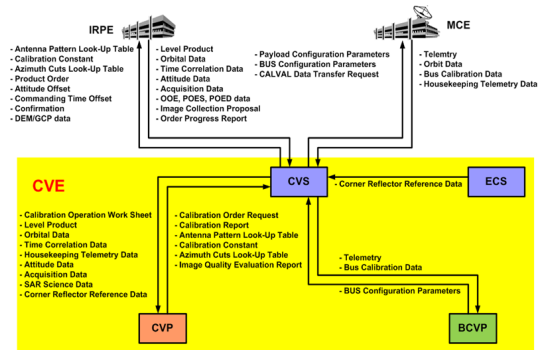 IRPE
MCE
- Antenna Pattern Look-Up Table
- Calibration Constant
- Azimuth Cuts Look-Up Table
- Product Order
- Attitude Offset
- Commanding Time Offset
- Confirmation
- DEM/GCP data
- Level Product
- Orbital Data
- Time Correlation Data
- Attitude Data
- Acquisition Data
- OOE, POES, POED data
- Image Collection Proposal
- Order Progress Report
- Payload Configuration Parameters
- BUS Configuration Parameters
- CALVAL Data Transfer Request
- Telemtry
- Orbit Data
- Bus Calibration Data
- Housekeeping Telemetry Data
CVE
CVS
- Corner Reflector Reference Data
ECS
- Calibration Operation Work Sheet
- Level Product
- Orbital Data
- Time Correlation Data
- Housekeeping Telemetry Data
- Attitude Data
- Acquisition Data
- SAR Science Data
- Corner Reflector Reference Data
- Calibration Order Request
- Calibration Report
- Antenna Pattern Look-Up Table
- Calibration Constant
- Azimuth Cuts Look-Up Table
- Image Quality Evaluation Report
- Telemetry
- Bus Calibration Data
- BUS Configuration Parameters
CVP
BCVP